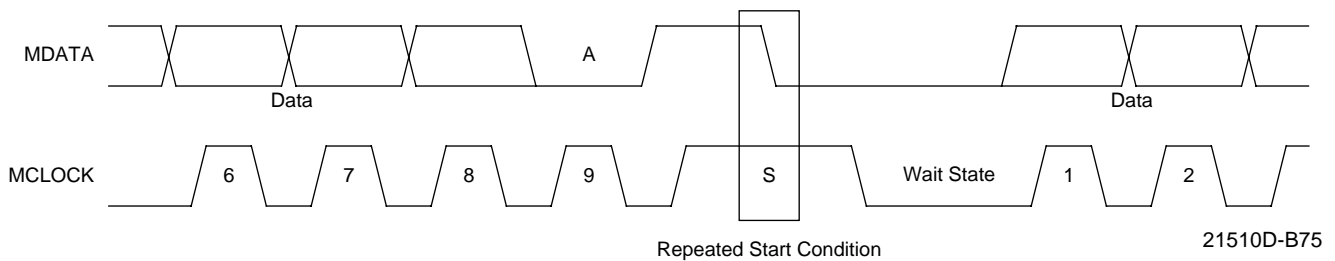 MDATA
A
Data
Data
MCLOCK
6
7
8
9
S
Wait State
1
2
Repeated Start Condition
21510D-B75